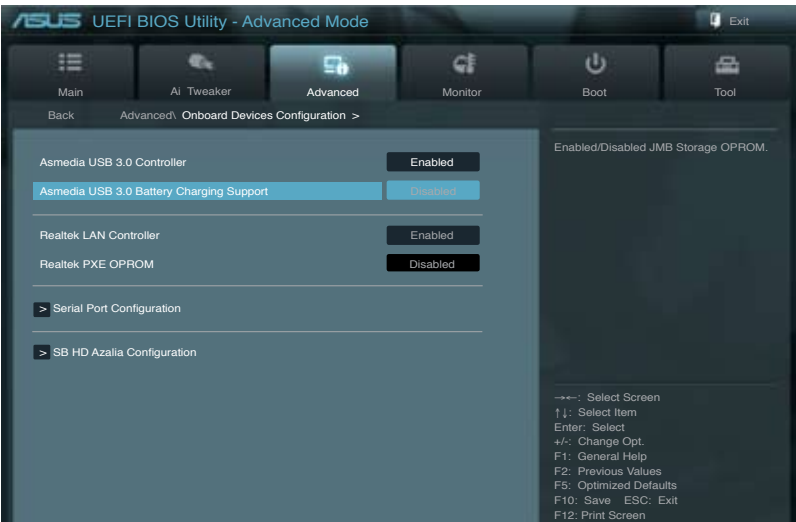 ASUS UEFI BIOS Utility - Advanced Mode
Exit
Main
Ai Tweaker
Advanced
Monitor
Boot
Tool
Back Advanced\ Onboard Devices Configuration >
Asmedia USB 3.0 Controller Enabled
Asmedia USB 3.0 Battery Charging Support Disabled
Realtek LAN Controller Enabled
Realtek PXE OPROM Disabled
> Serial Port Configuration
> SB HD Azalia Configuration
Enabled/Disabled JMB Storage OPROM.
→←: Select Screen
↑↓: Select Item
Enter: Select
+/-: Change Opt.
F1: General Help
F2: Previous Values
F5: Optimized Defaults
F10: Save ESC: Exit
F12: Print Screen